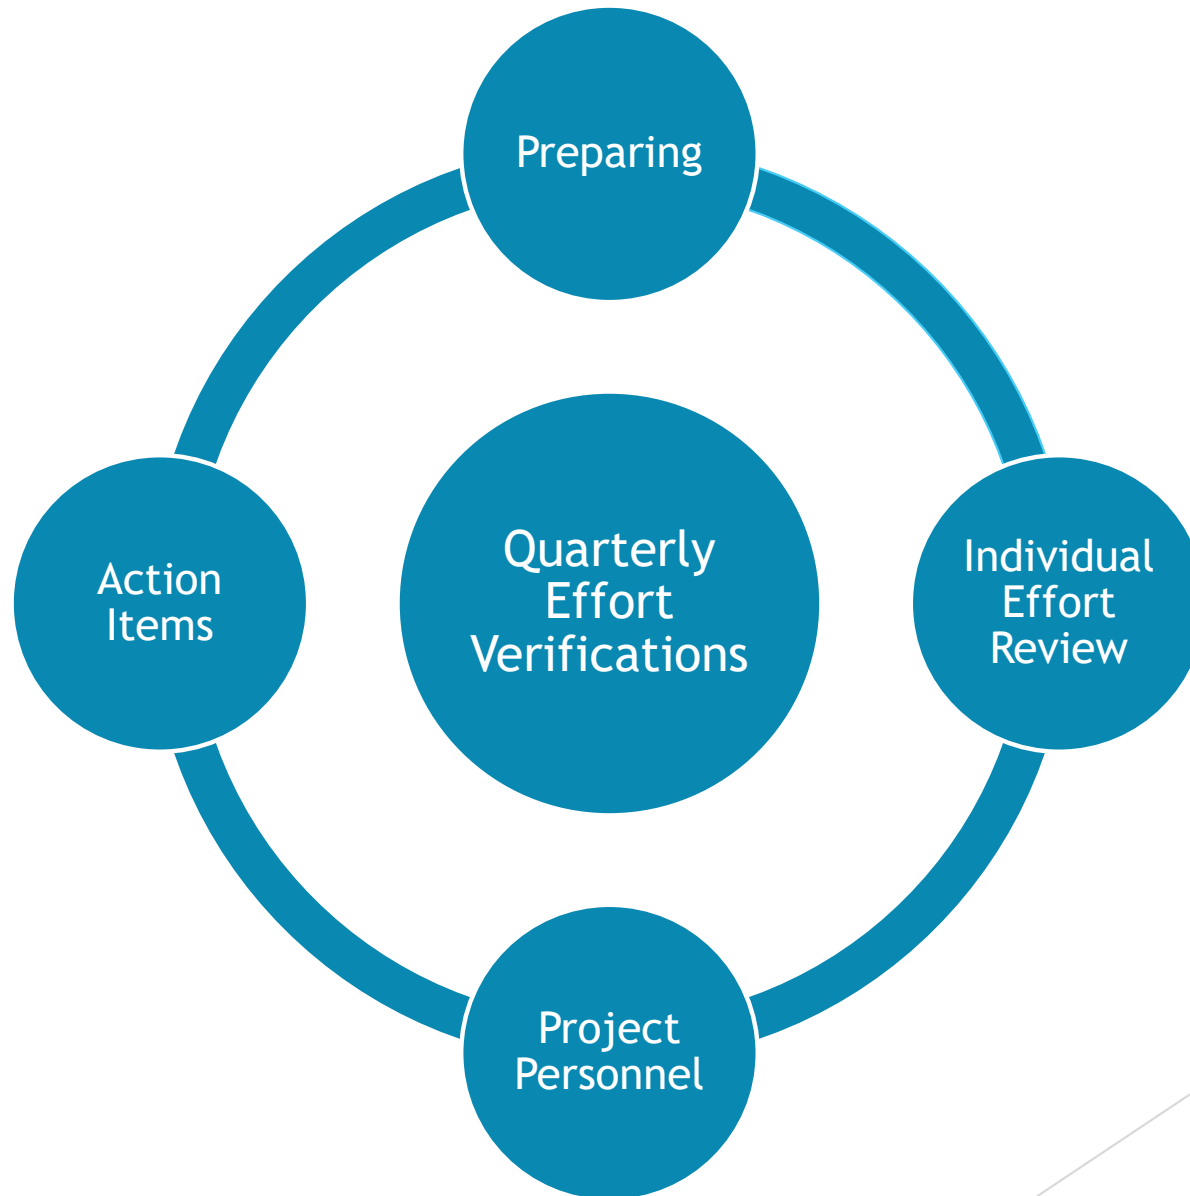 Preparing
Quarterly
Effort
Verifications
Individual
Effort
Review
Action
Items
Project
Personnel